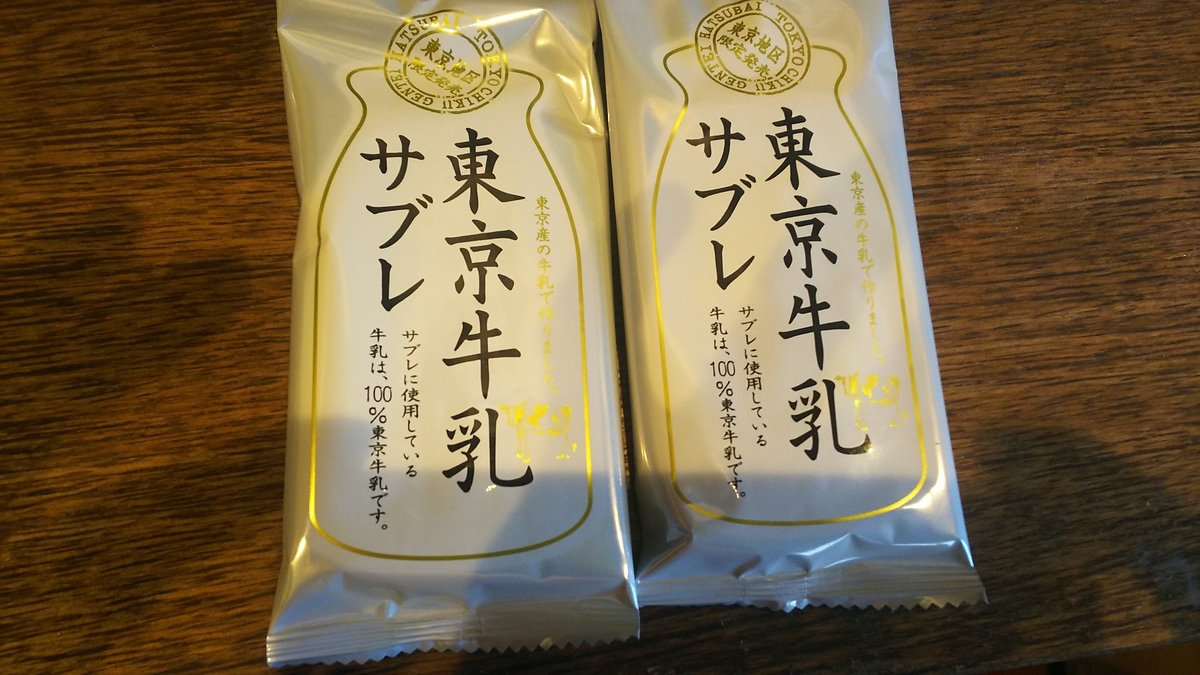 TOKYO CHIKU GENTEI HATSUBAI
東京地区
限定発売
東京産の牛乳で作りました。
東京牛乳
サブレ
サブレに使用している
牛乳は、100%東京牛乳です。
TOKYO CHIKU GENTEI HATSUBAI
東京地区
限定発売
東京産の牛乳で作りました。
東京牛乳
サブレ
サブレに使用している
牛乳は、100%東京牛乳です。